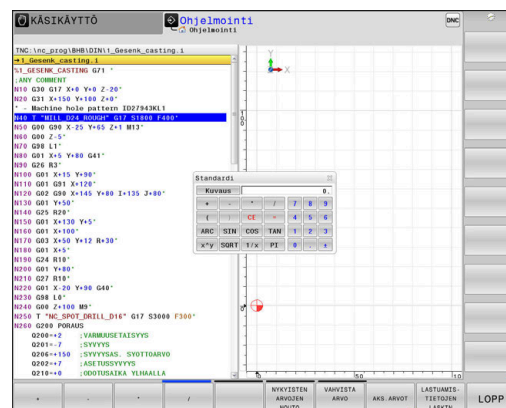 KÄSIKÄYTTÖ
Ohjelmointi
Ohjelmointi
DNC
TNC:\nc_prog\BHB\DIN\1_Gesenk_casting.i
→1_Gesenk_casting.i
%1_GESENK_CASTING G71 *
;ANY COMMENT
N10 G30 G17 X+0 Y+0 Z-20*
N20 G31 X+150 Y+100 Z+0*
* - Machine hole pattern ID27943KL1
N40 T "MILL_D24_ROUGH" G17 S1800 F400*
N50 G00 G90 X-25 Y+65 Z+1 M13*
N60 G00 Z-5*
N70 G98 L1*
N80 G01 X+5 Y+80 G41*
N90 G26 R3*
N100 G01 X+15 Y+90*
N110 G01 G91 X+120*
N120 G02 G90 X+145 Y+80 I+135 J+80*
N130 G01 Y+50*
N140 G25 R20*
N150 G01 X+130 Y+5*
N160 G01 X+100*
N170 G03 X+50 Y+12 R+30*
N180 G01 X+5*
N190 G24 R10*
N200 G01 Y+80*
N210 G27 R10*
N220 G01 X-20 Y+90 G40*
N230 G98 L0*
N240 G00 Z+100 M9*
N250 T "NC_SPOT_DRILL_D16" G17 S3000 F300*
N260 G200 PORAUS
Q200=+2 ;VARMUUSETAISYYS
Q201=-7 ;SYVYYS
Q206=+150 ;SYVYYSAS. SYOTTOARVO
Q202=+7 ;ASETUSSYVYYS
Q210=+0 ;ODOTUSAIKA YLHAALLA
Y
X
100
0
0
50
10
Standardi
Kuvaus
0.
+ - * / 7 8 9
( ) CE = 4 5 6
ARC SIN COS TAN 1 2 3
x^y SQRT 1/x PI 0 . ±
+
-
*
/
NYKYISTEN ARVOJEN NOUTO
VAHVISTA ARVO
AKS.ARVOT
LASTUAMIS-
TIETOJEN
LASKIN
LOPP